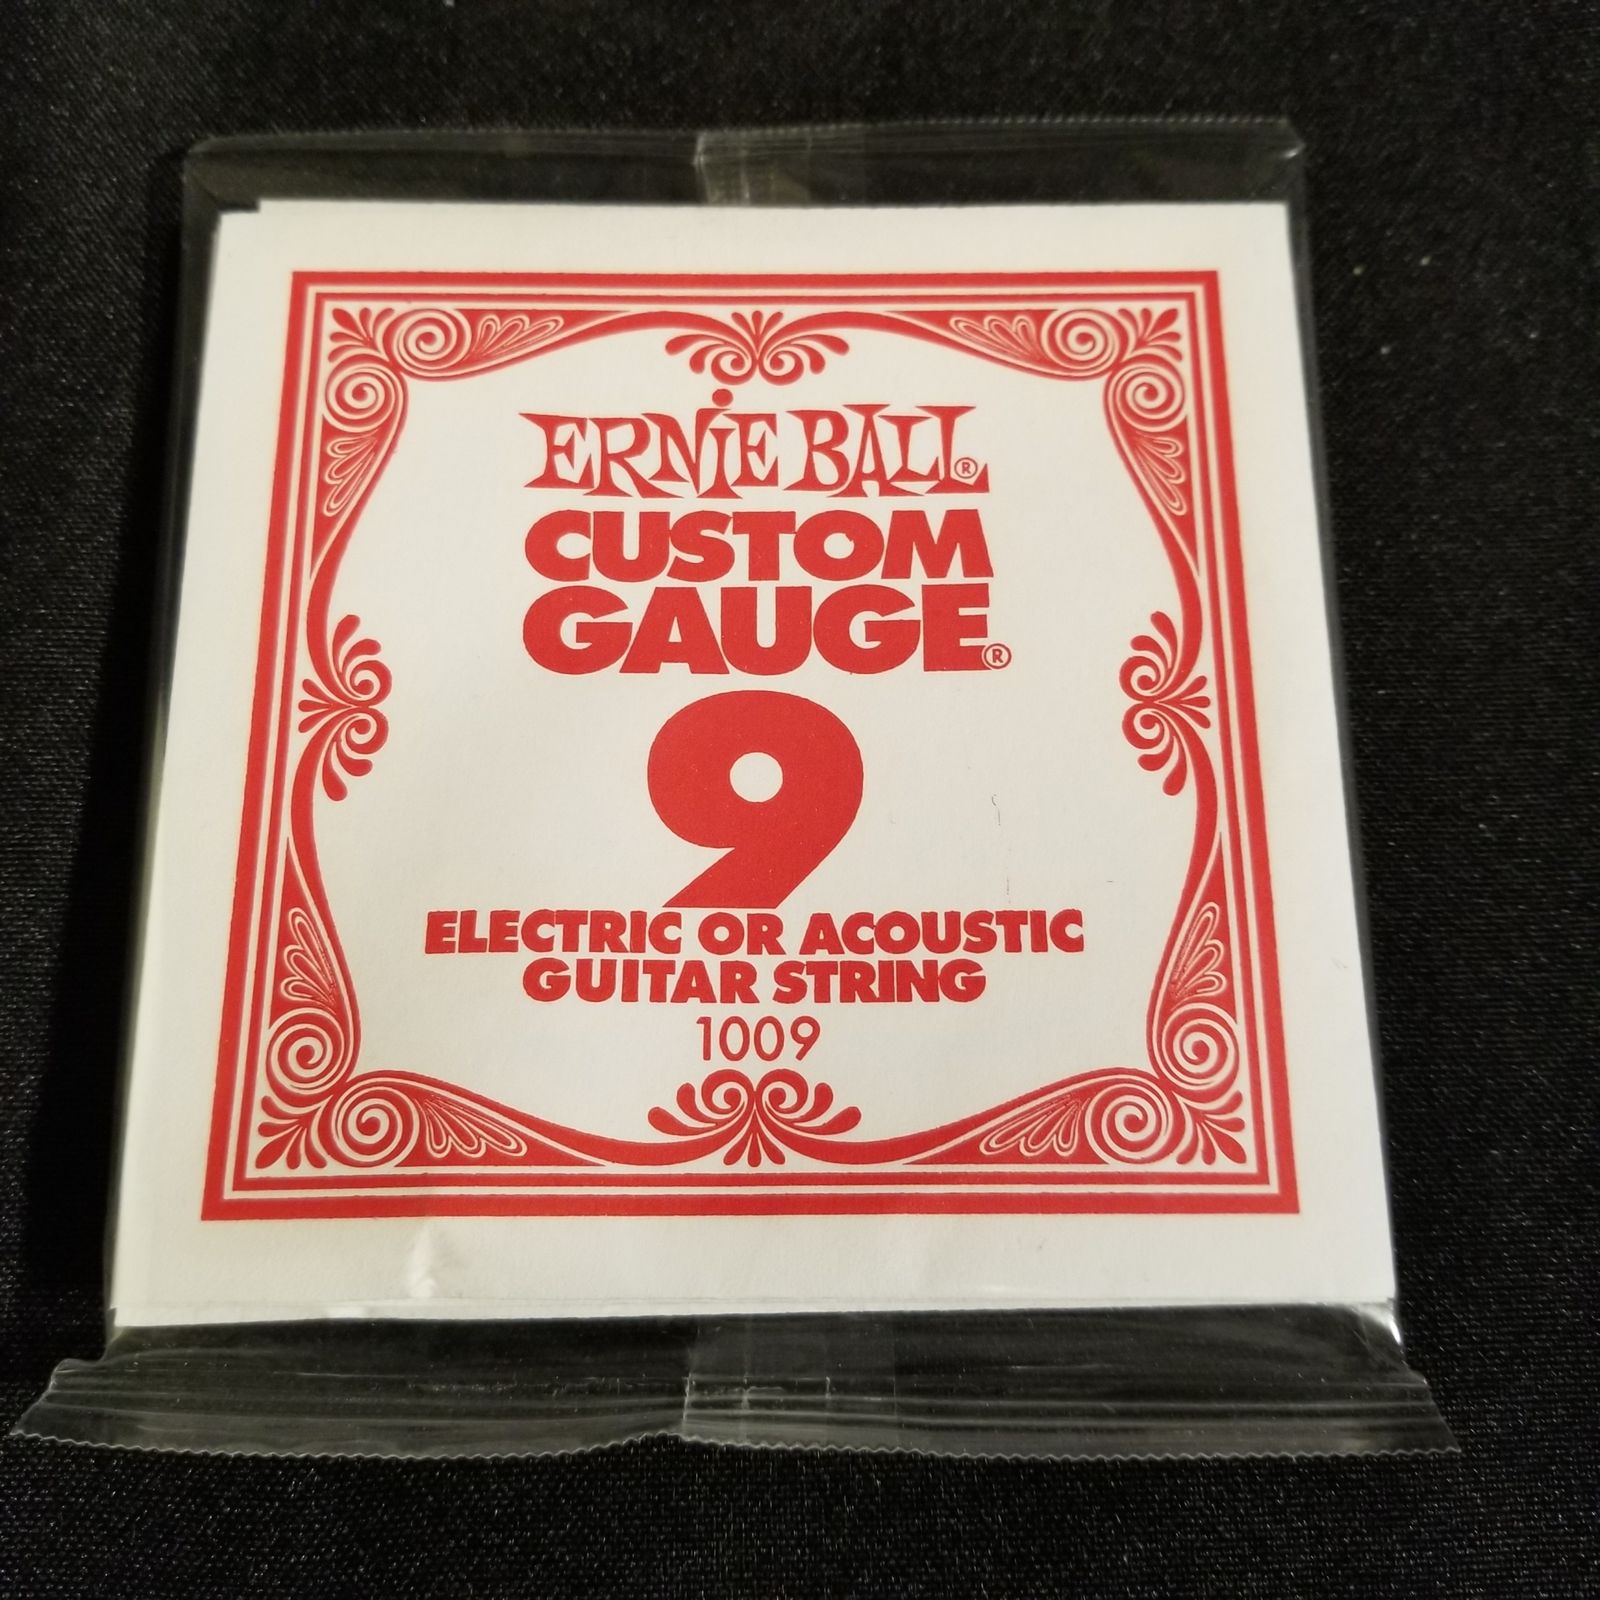 ERNiE BALL®
CUSTOM
GAUGE®
9
ELECTRIC OR ACOUSTIC
GUITAR STRING
1009